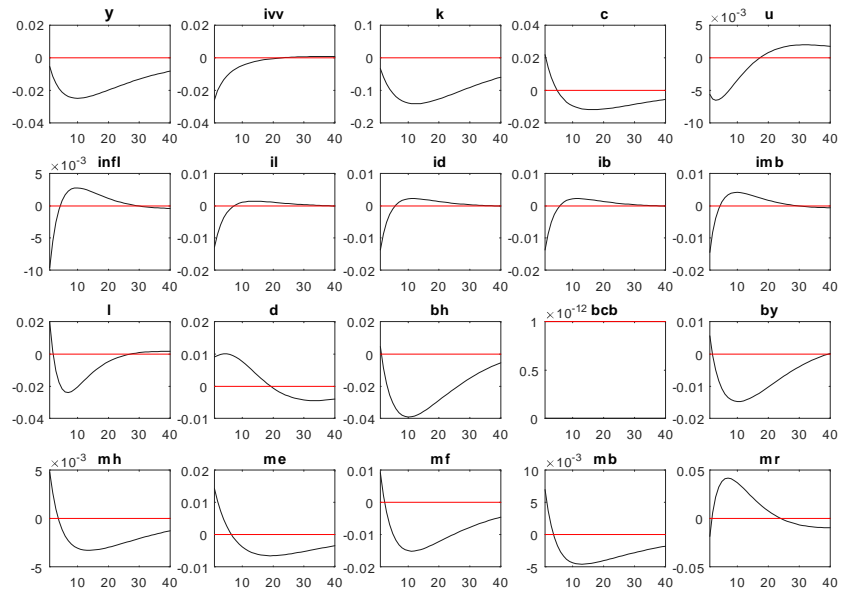 y ivv k c u
×10⁻³
0.02 0.02 0.1 0.04 5
0 0 0 0.02 0
-0.02 -0.02 -0.1 0 -5
-0.04 -0.04 -0.2 -0.02 -10
10 20 30 40 10 20 30 40 10 20 30 40 10 20 30 40 10 20 30 40
×10⁻³ infl il id ib imb
5 0.01 0.01 0.01 0.01
0 0 0 0 0
-5 -0.01 -0.01 -0.01 -0.01
-10 -0.02 -0.02 -0.02 -0.02
10 20 30 40 10 20 30 40 10 20 30 40 10 20 30 40 10 20 30 40
l d bh ×10⁻¹² bcb by
0.02 0.02 0.02 1 0.01
0 0.01 0 0.5 0
-0.02 0 -0.02 -0.01
-0.04 -0.01 -0.04 0 -0.02
10 20 30 40 10 20 30 40 10 20 30 40 10 20 30 40 10 20 30 40
×10⁻³ mh me mf ×10⁻³ mb mr
5 0.02 0.01 10 0.05
0.01 0 5
0 0 -0.01 0 0
-5 -0.01 -0.02 -5 -0.05
10 20 30 40 10 20 30 40 10 20 30 40 10 20 30 40 10 20 30 40